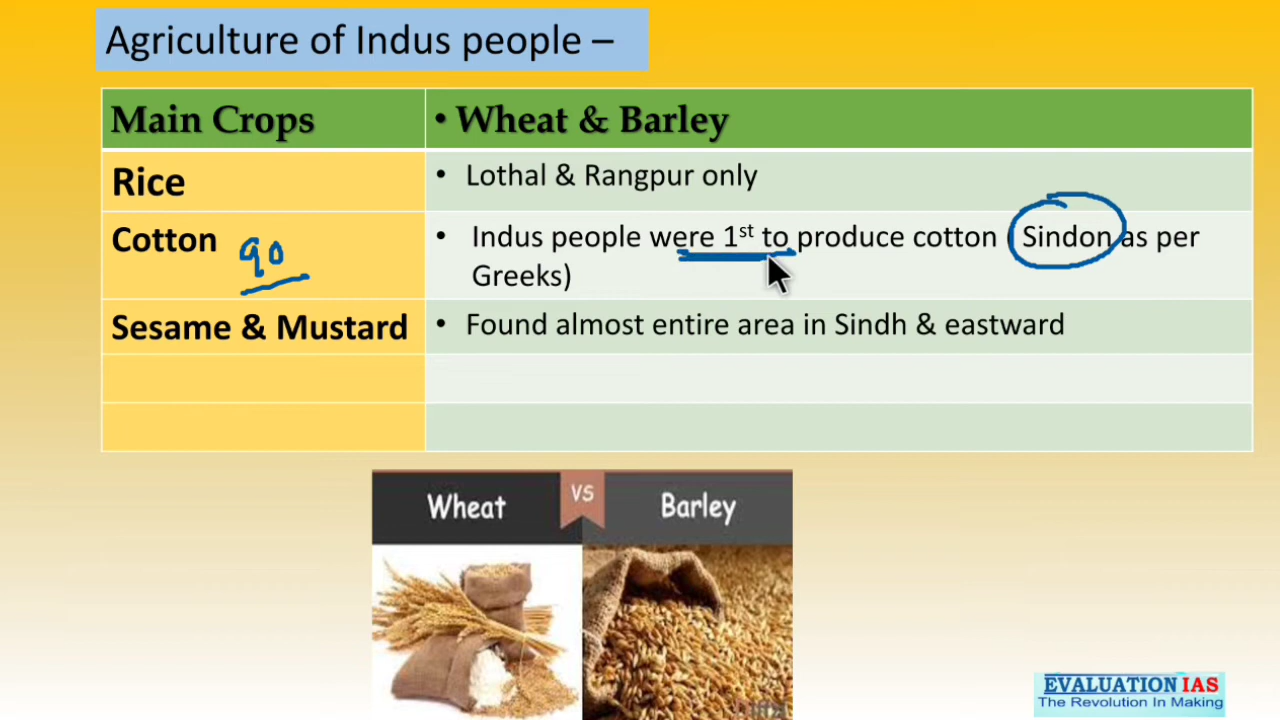 Agriculture of Indus people –
Main Crops
• Wheat & Barley
Rice
• Lothal & Rangpur only
Cotton
90
• Indus people were 1st to produce cotton ( Sindon as per
Greeks)
Sesame & Mustard
• Found almost entire area in Sindh & eastward
Wheat
VS
Barley
EVALUATION IAS
The Revolution In Making